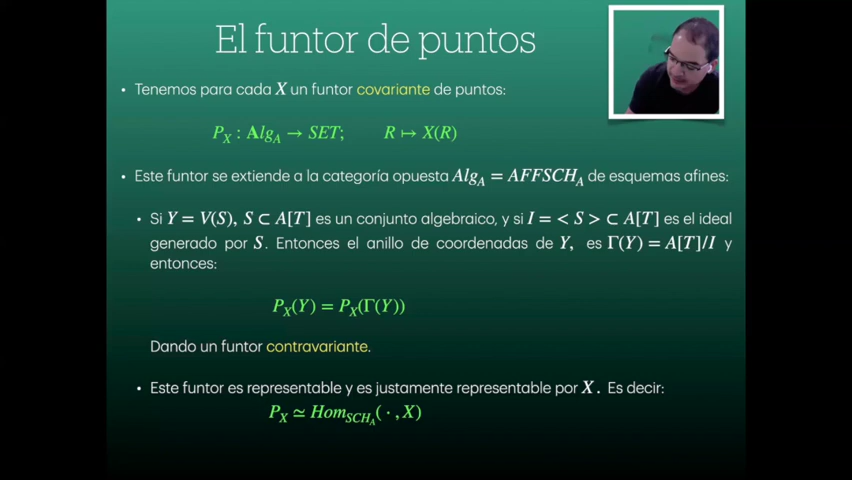 El funtor de puntos
• Tenemos para cada X un funtor covariante de puntos:
P_X : Alg_A → SET; R ↦ X(R)
• Este funtor se extiende a la categoría opuesta Alg_A = AFFSCH_A de esquemas afines:
• Si Y = V(S), S ⊂ A[T] es un conjunto algebraico, y si I = < S > ⊂ A[T] es el ideal
generado por S. Entonces el anillo de coordenadas de Y, es Γ(Y) = A[T]/I y
entonces:
P_X(Y) = P_X(Γ(Y))
Dando un funtor contravariante.
• Este funtor es representable y es justamente representable por X. Es decir:
P_X ≃ Hom_{SCH_A}( · , X)